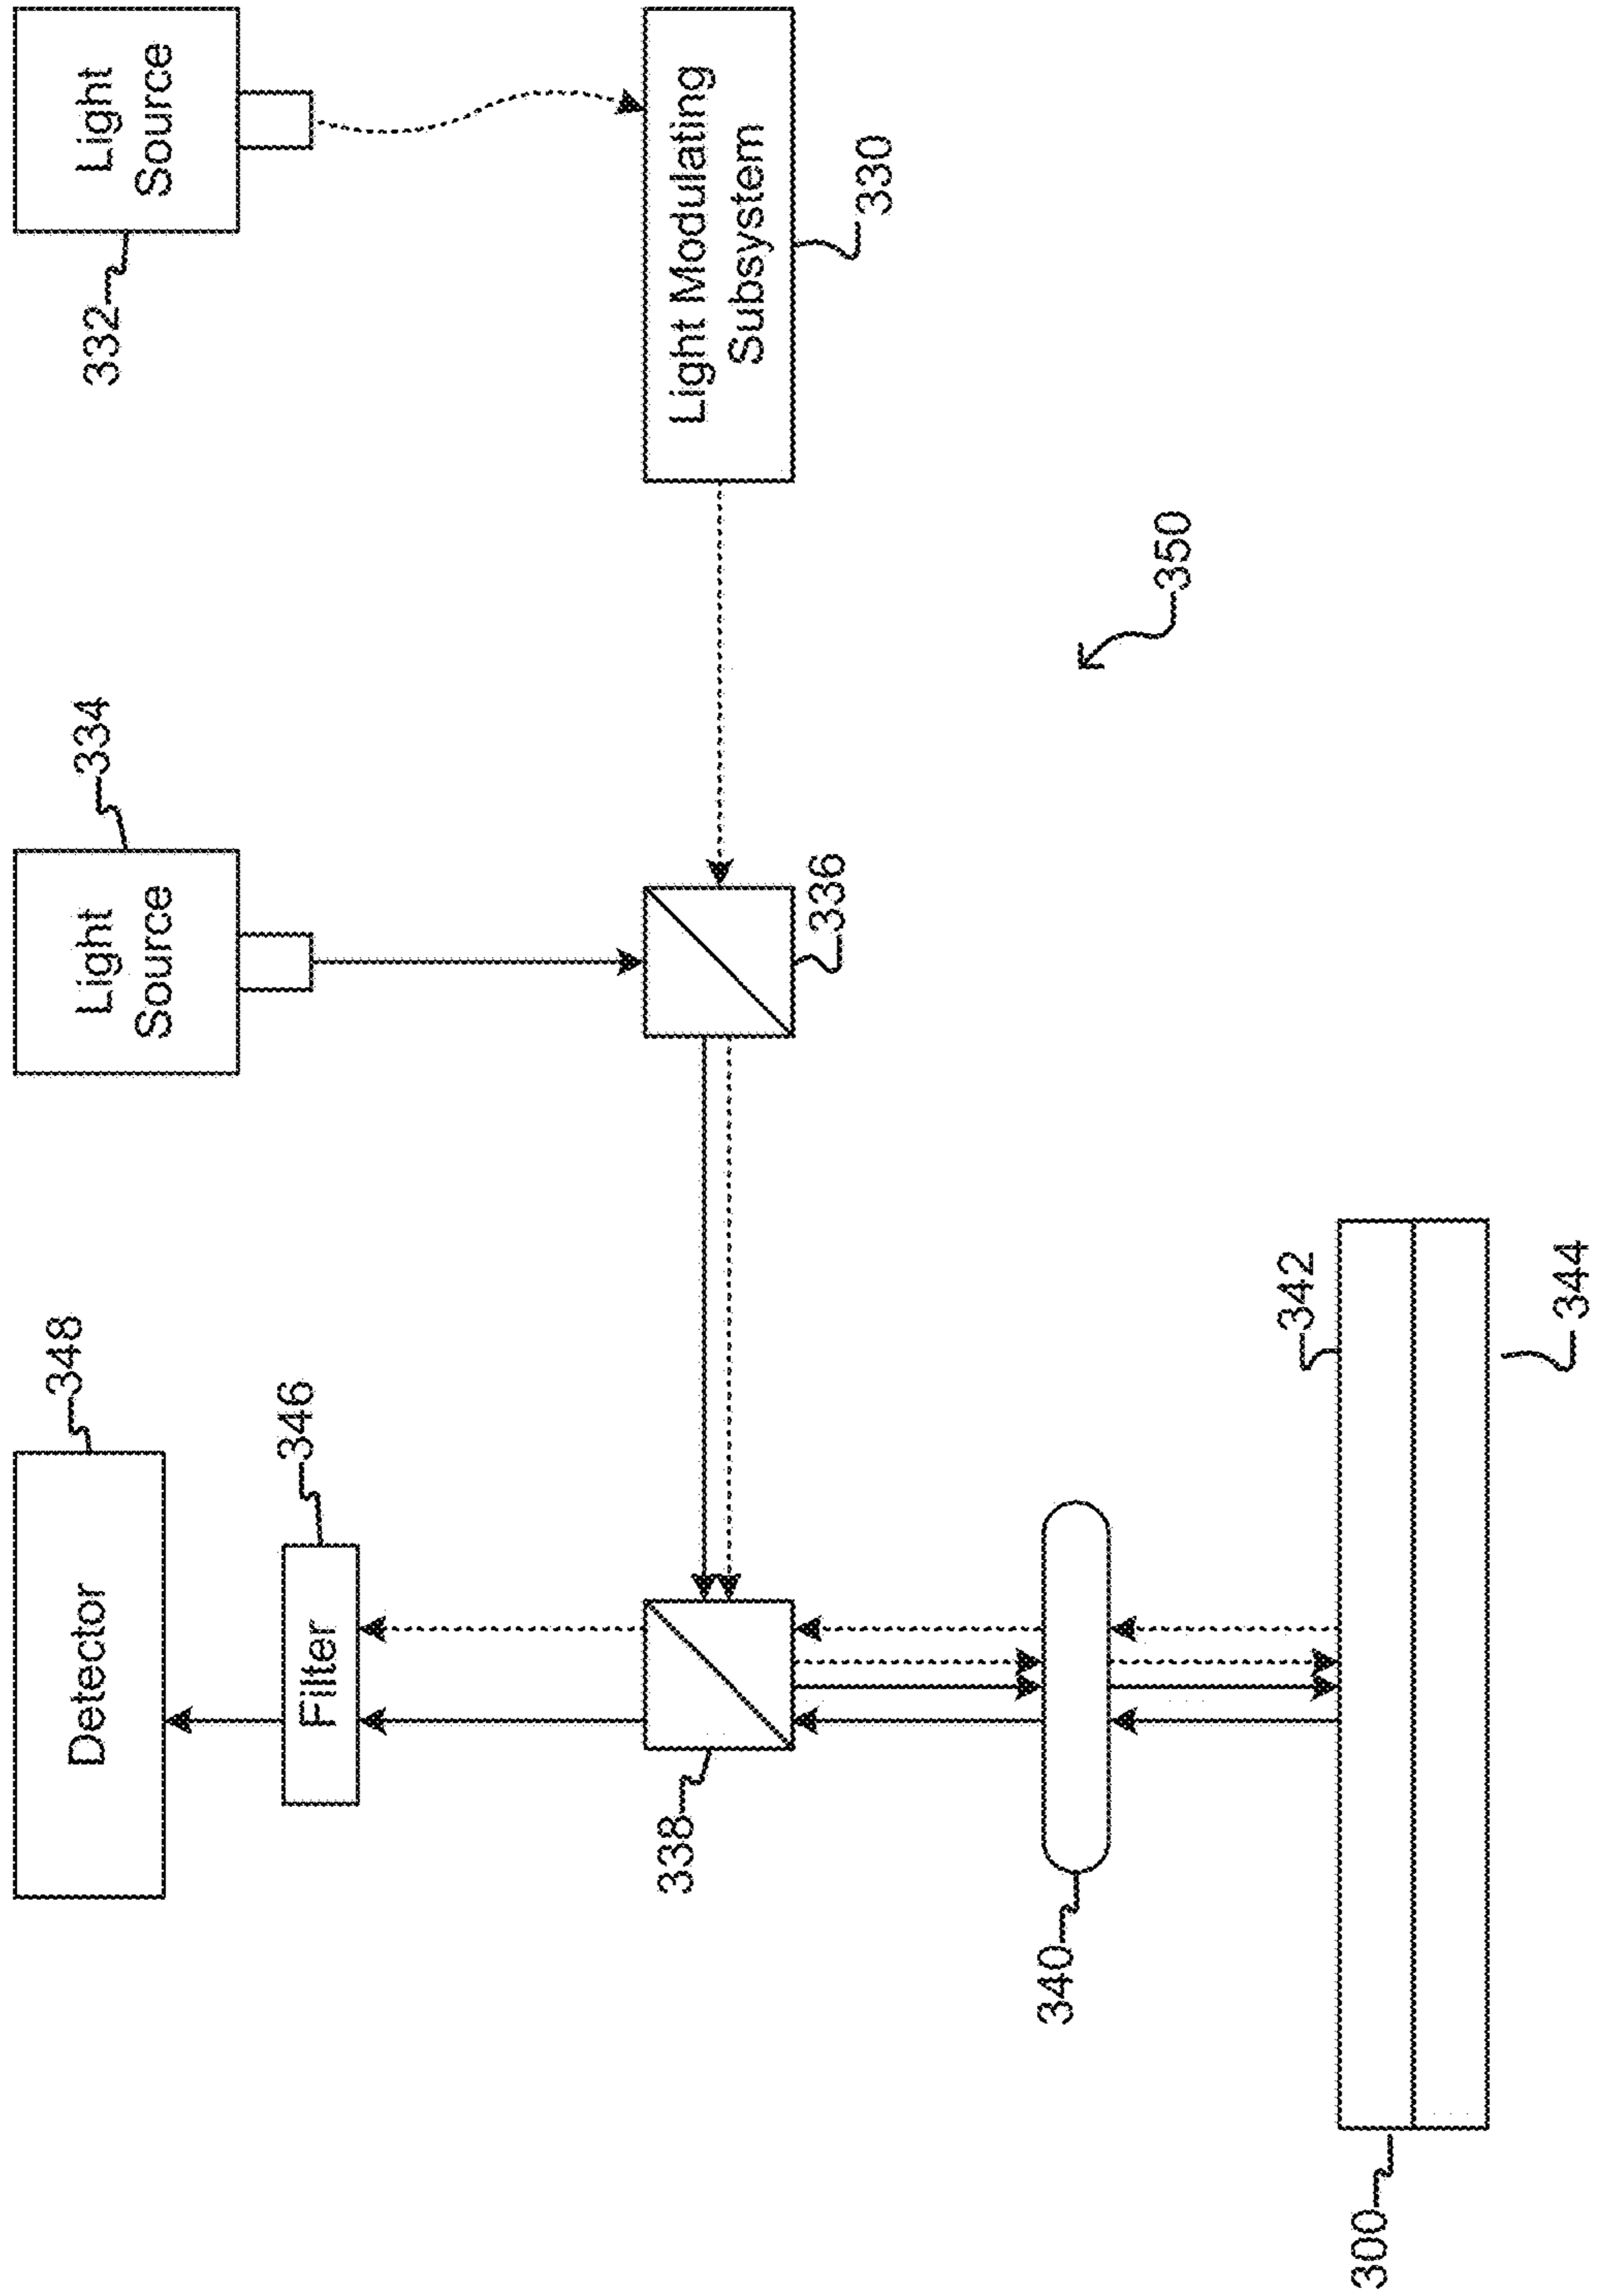 348
Detector
346
Filter
338
340
342
344
300
334
Light
Source
336
350
332
Light
Source
Light Modulating
Subsystem
330